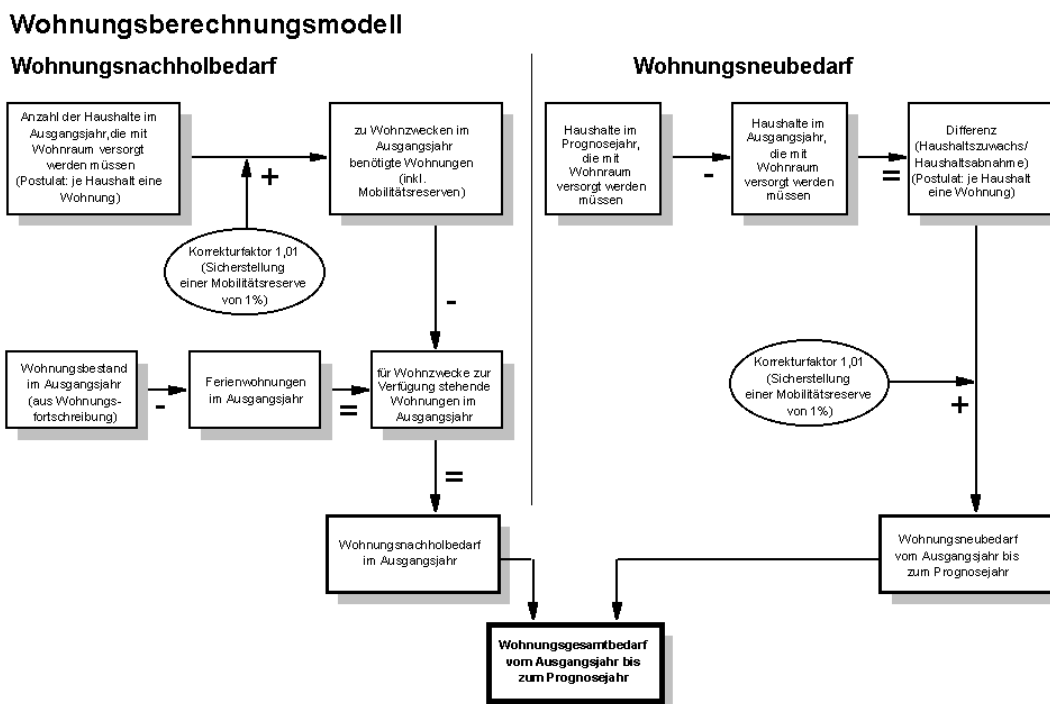 Wohnungsberechnungsmodell
Wohnungsnachholbedarf
Anzahl der Haushalte im
Ausgangsjahr,die mit
Wohnraum versorgt
werden müssen
(Postulat: je Haushalt eine
Wohnung)
+
zu Wohnzwecken im
Ausgangsjahr
benötigte Wohnungen
(inkl.
Mobilitätsreserven)
Korrekturfaktor 1,01
(Sicherstellung
einer Mobilitätsreserve
von 1%)
-
Wohnungsbestand
im Ausgangsjahr
(aus Wohnungs-
fortschreibung)
-
Ferienwohnungen
im Ausgangsjahr
=
für Wohnzwecke zur
Verfügung stehende
Wohnungen im
Ausgangsjahr
=
Wohnungsnachholbedarf
im Ausgangsjahr
Wohnungsneubedarf
Haushalte im
Prognosejahr,
die mit
Wohnraum
versorgt werden
müssen
-
Haushalte im
Ausgangsjahr,
die mit
Wohnraum
versorgt werden
müssen
=
Differenz
(Haushaltszuwachs/
Haushaltsabnahme)
(Postulat: je Haushalt
eine Wohnung)
Korrekturfaktor 1,01
(Sicherstellung
einer Mobilitätsreserve
von 1%)
+
Wohnungsneubedarf
vom Ausgangsjahr bis
zum Prognosejahr
Wohnungsgesamtbedarf
vom Ausgangsjahr bis
zum Prognosejahr